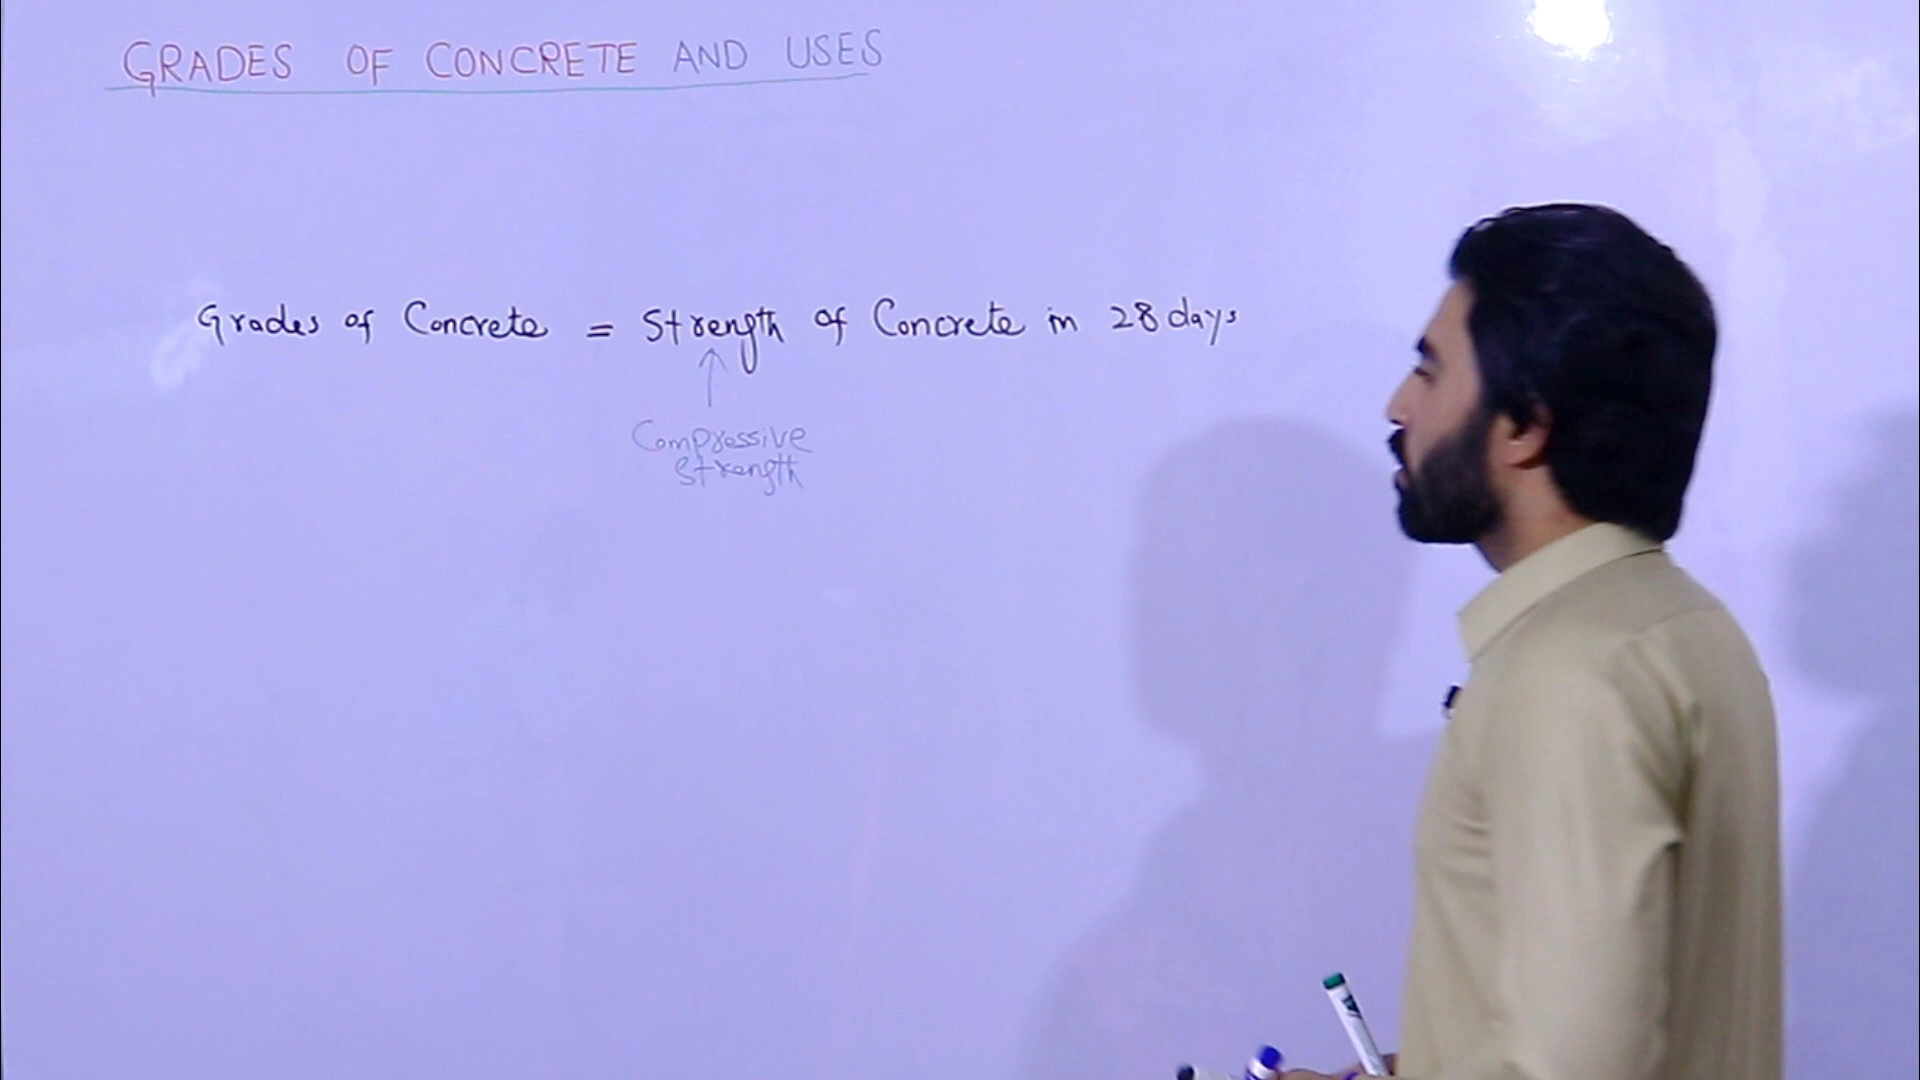 GRADES OF CONCRETE AND USES
Grades of Concrete = Strength of Concrete in 28 days
Compressive
Strength